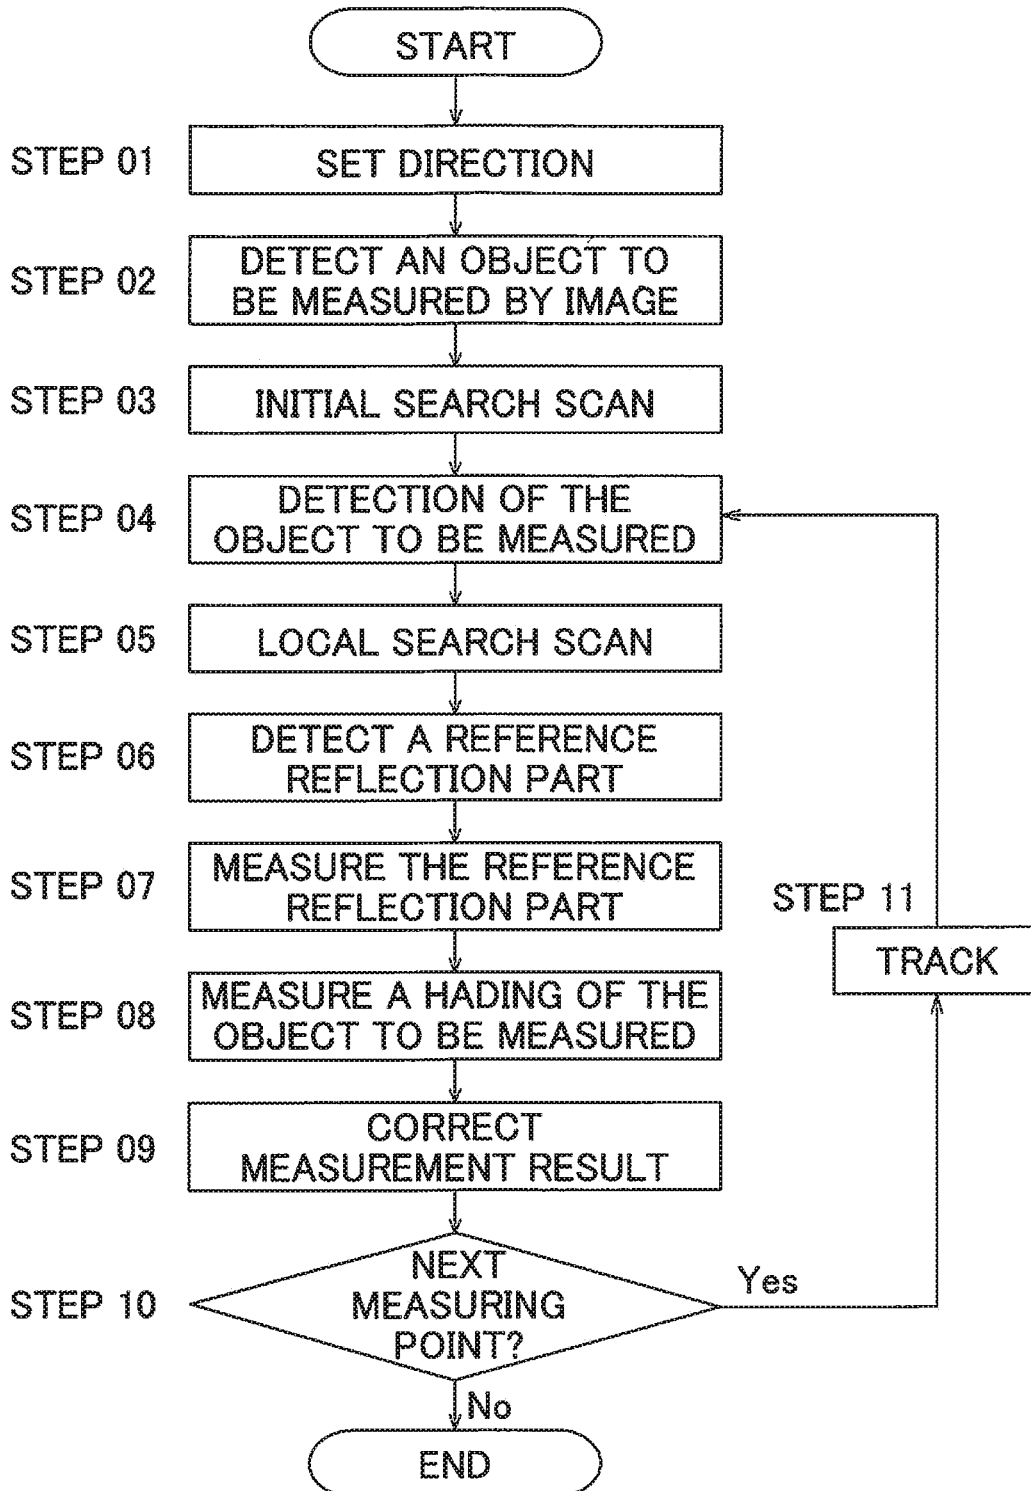 START
STEP 01
SET DIRECTION
STEP 02
DETECT AN OBJECT TO
BE MEASURED BY IMAGE
STEP 03
INITIAL SEARCH SCAN
STEP 04
DETECTION OF THE
OBJECT TO BE MEASURED
STEP 05
LOCAL SEARCH SCAN
STEP 06
DETECT A REFERENCE
REFLECTION PART
STEP 07
MEASURE THE REFERENCE
REFLECTION PART
STEP 08
MEASURE A HADING OF THE
OBJECT TO BE MEASURED
STEP 09
CORRECT
MEASUREMENT RESULT
STEP 10
NEXT
MEASURING
POINT?
Yes
STEP 11
TRACK
No
END